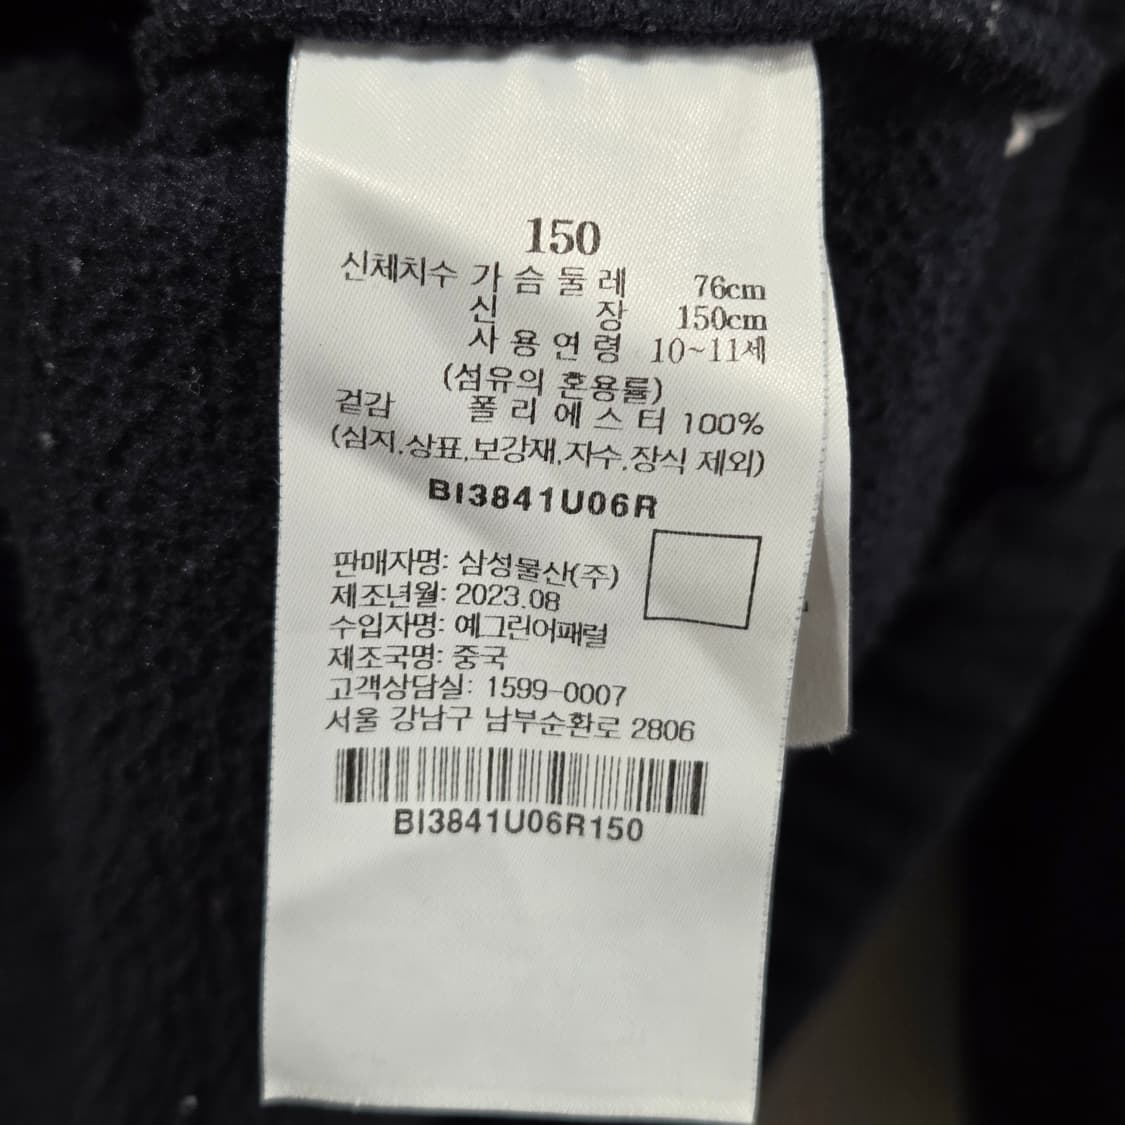 150
신체치수 가슴둘레 76cm
신장 150cm
사용연령 10~11세
(섬유의 혼용률)
겉감 폴리에스터 100%
(심지.상표,보강재,자수.장식 제외)
BI3841U06R
판매자명: 삼성물산(주)
제조년월: 2023.08
수입자명: 예그린어패럴
제조국명: 중국
고객상담실: 1599-0007
서울 강남구 남부순환로 2806
BI3841U06R150